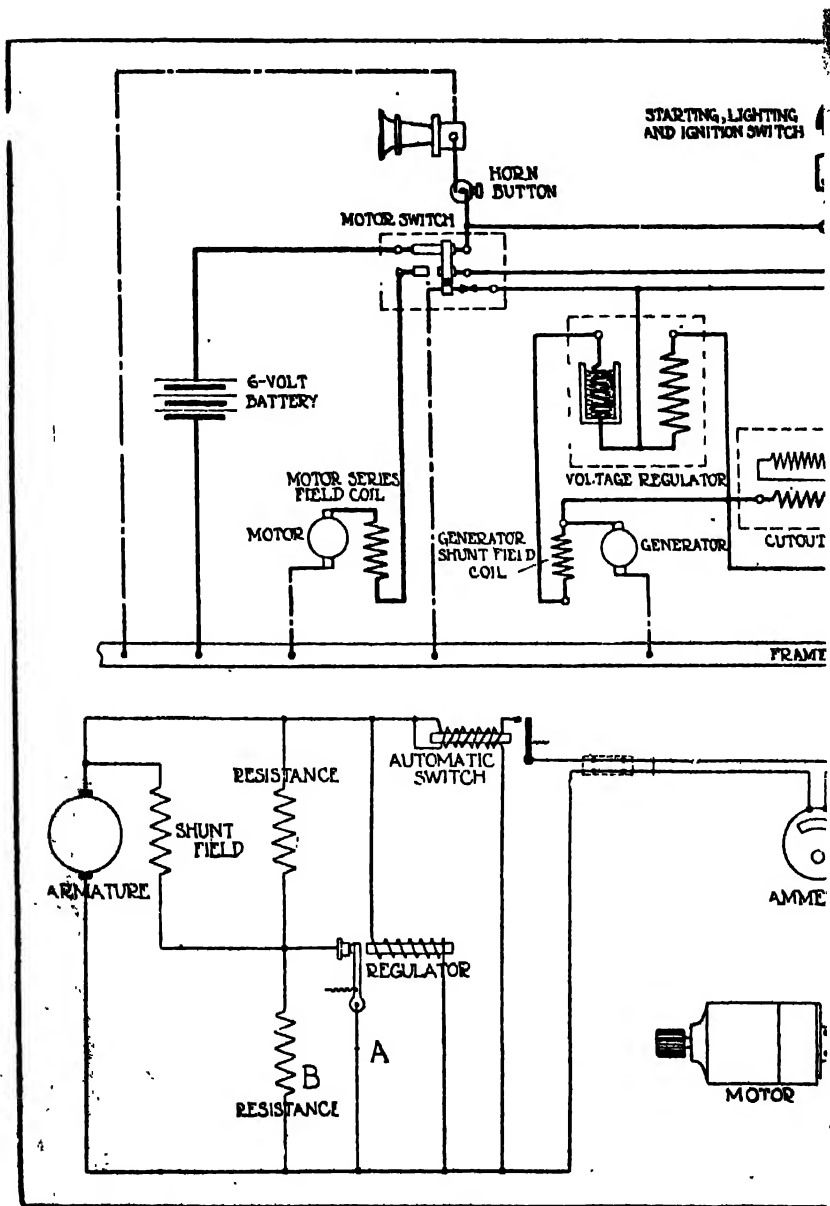 STARTING, LIGHTING
AND IGNITION SWITCH
HORN
BUTTON
MOTOR SWITCH
6-VOLT
BATTERY
VOLTAGE REGULATOR
MOTOR SERIES
FIELD COIL
MOTOR
GENERATOR
SHUNT FIELD
COIL
GENERATOR
CUTOUT
FRAME
AUTOMATIC
SWITCH
RESISTANCE
SHUNT
FIELD
ARMATURE
AMME
REGULATOR
A
B
RESISTANCE
MOTOR